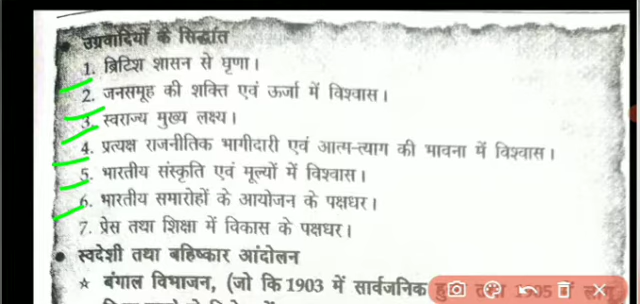 उग्रवादियों के सिद्धांत
1. ब्रिटिश शासन से घृणा।
2. जनसमूह की शक्ति एवं ऊर्जा में विश्वास।
3. स्वराज्य मुख्य लक्ष्य।
4. प्रत्यक्ष राजनीतिक भागीदारी एवं आत्म-त्याग की भावना में विश्वास।
5. भारतीय संस्कृति एवं मूल्यों में विश्वास।
6. भारतीय समारोहों के आयोजन के पक्षधर।
7. प्रेस तथा शिक्षा में विकास के पक्षधर।
• स्वदेशी तथा बहिष्कार आंदोलन
★ बंगाल विभाजन, (जो कि 1903 में सार्वजनिक तथा 1905 में